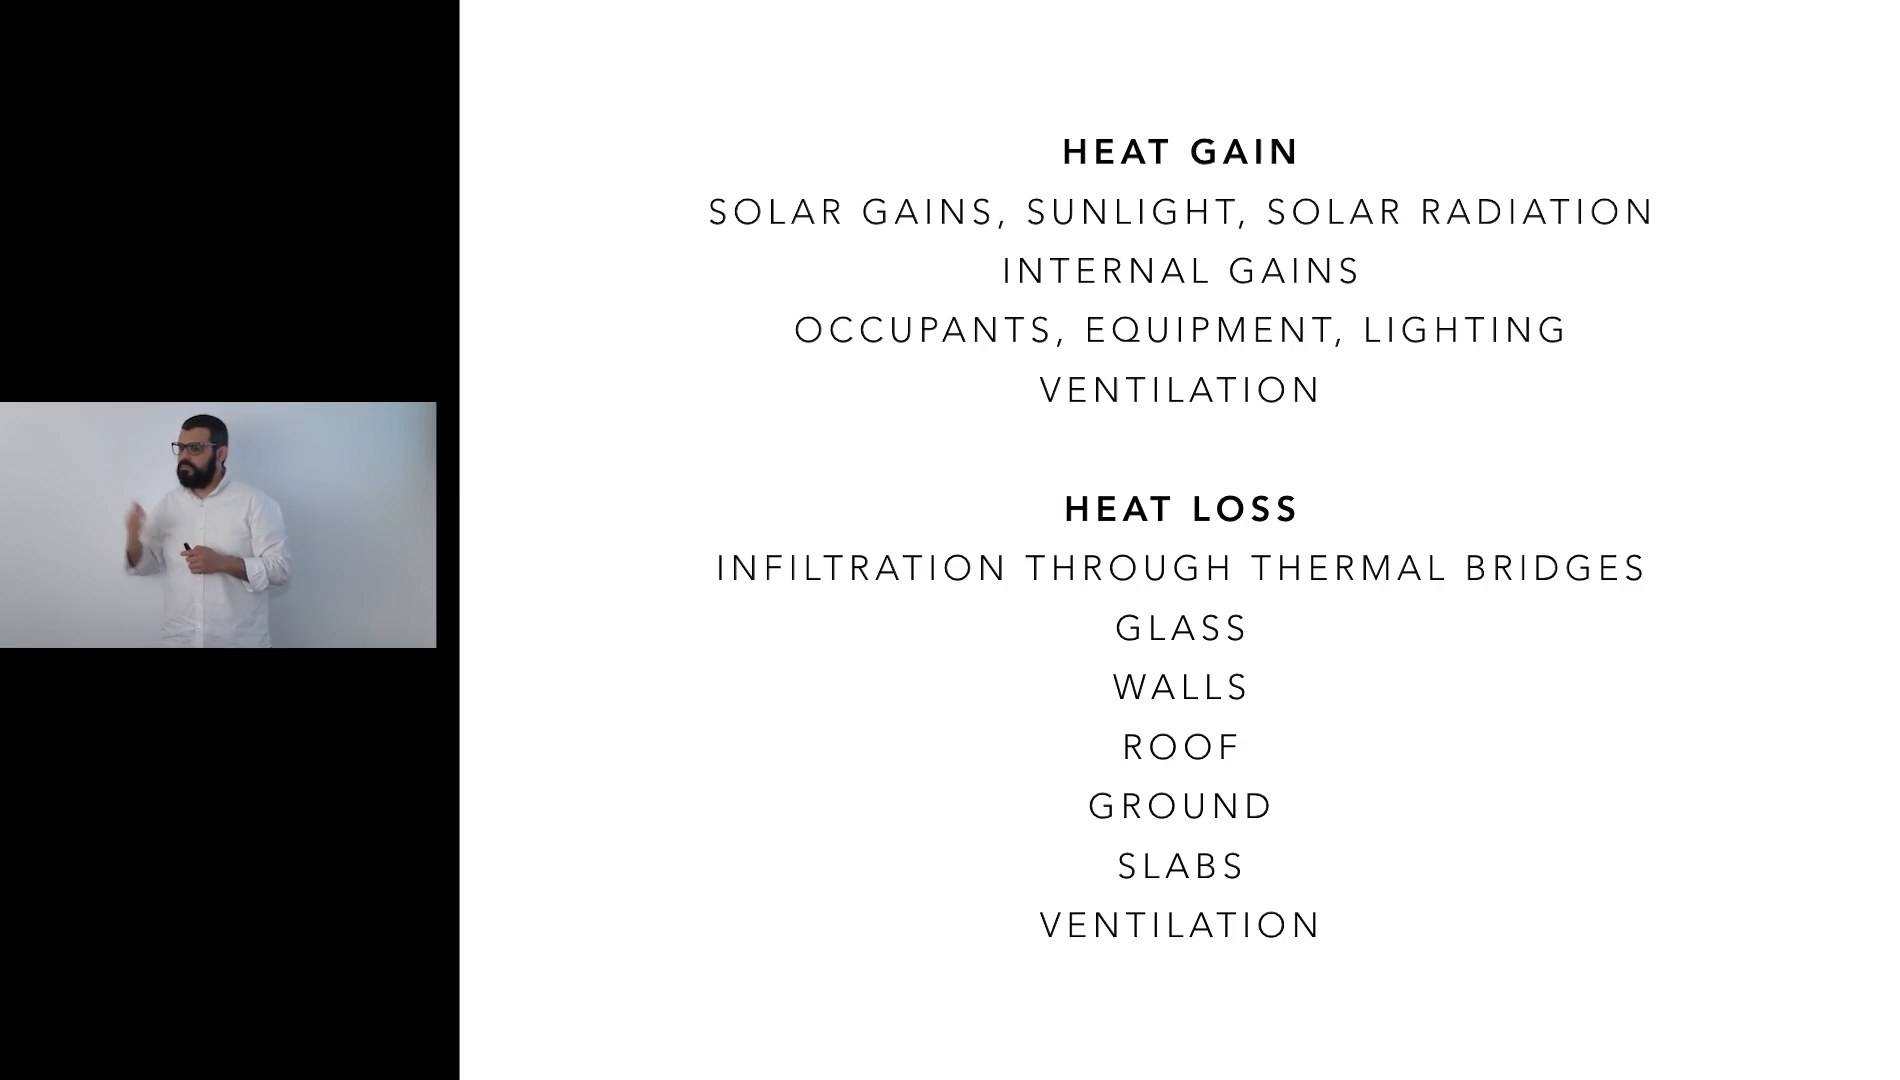 HEAT GAIN
SOLAR GAINS, SUNLIGHT, SOLAR RADIATION
INTERNAL GAINS
OCCUPANTS, EQUIPMENT, LIGHTING
VENTILATION
HEAT LOSS
INFILTRATION THROUGH THERMAL BRIDGES
GLASS
WALLS
ROOF
GROUND
SLABS
VENTILATION